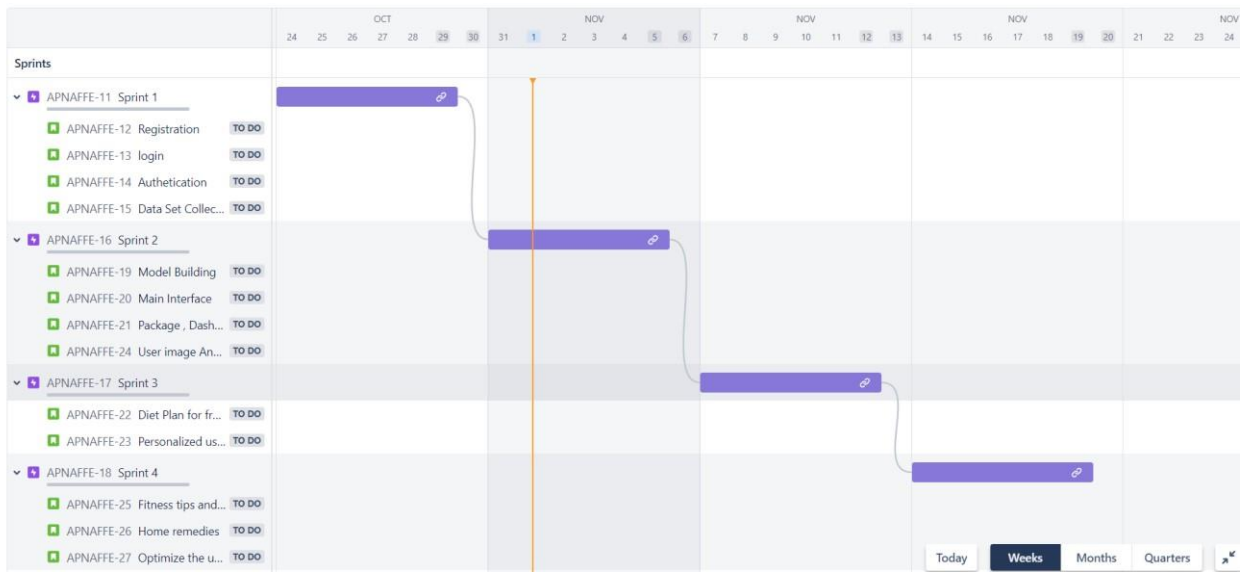 OCT NOV NOV NOV NOV
24 25 26 27 28 29 30 31 1 2 3 4 5 6 7 8 9 10 11 12 13 14 15 16 17 18 19 20 21 22 23 24
Sprints
APNAFFE-11 Sprint 1
APNAFFE-12 Registration TO DO
APNAFFE-13 login TO DO
APNAFFE-14 Authetication TO DO
APNAFFE-15 Data Set Collec... TO DO
APNAFFE-16 Sprint 2
APNAFFE-19 Model Building TO DO
APNAFFE-20 Main Interface TO DO
APNAFFE-21 Package , Dash... TO DO
APNAFFE-24 User image An... TO DO
APNAFFE-17 Sprint 3
APNAFFE-22 Diet Plan for fr... TO DO
APNAFFE-23 Personalized us... TO DO
APNAFFE-18 Sprint 4
APNAFFE-25 Fitness tips and... TO DO
APNAFFE-26 Home remedies TO DO
APNAFFE-27 Optimize the u... TO DO
Today Weeks Months Quarters